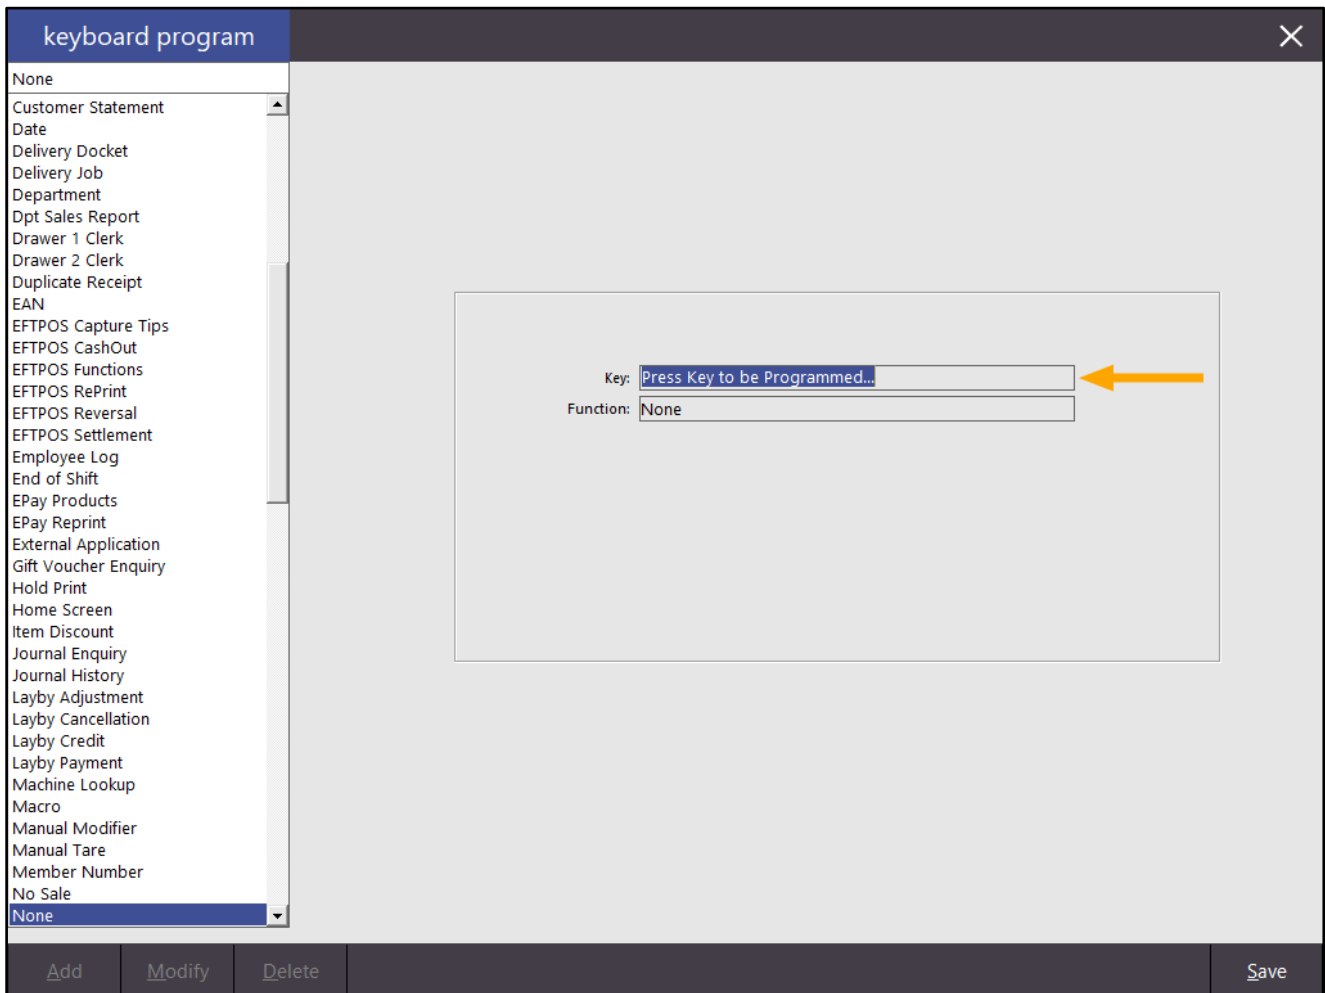 keyboard program
None
Customer Statement
Date
Delivery Docket
Delivery Job
Department
Dpt Sales Report
Drawer 1 Clerk
Drawer 2 Clerk
Duplicate Receipt
EAN
EFTPOS Capture Tips
EFTPOS CashOut
EFTPOS Functions
EFTPOS RePrint
EFTPOS Reversal
EFTPOS Settlement
Employee Log
End of Shift
EPay Products
EPay Reprint
External Application
Gift Voucher Enquiry
Hold Print
Home Screen
Item Discount
Journal Enquiry
Journal History
Layby Adjustment
Layby Cancellation
Layby Credit
Layby Payment
Machine Lookup
Macro
Manual Modifier
Manual Tare
Member Number
No Sale
None
Key: Press Key to be Programmed...
Function: None
Add Modify Delete Save